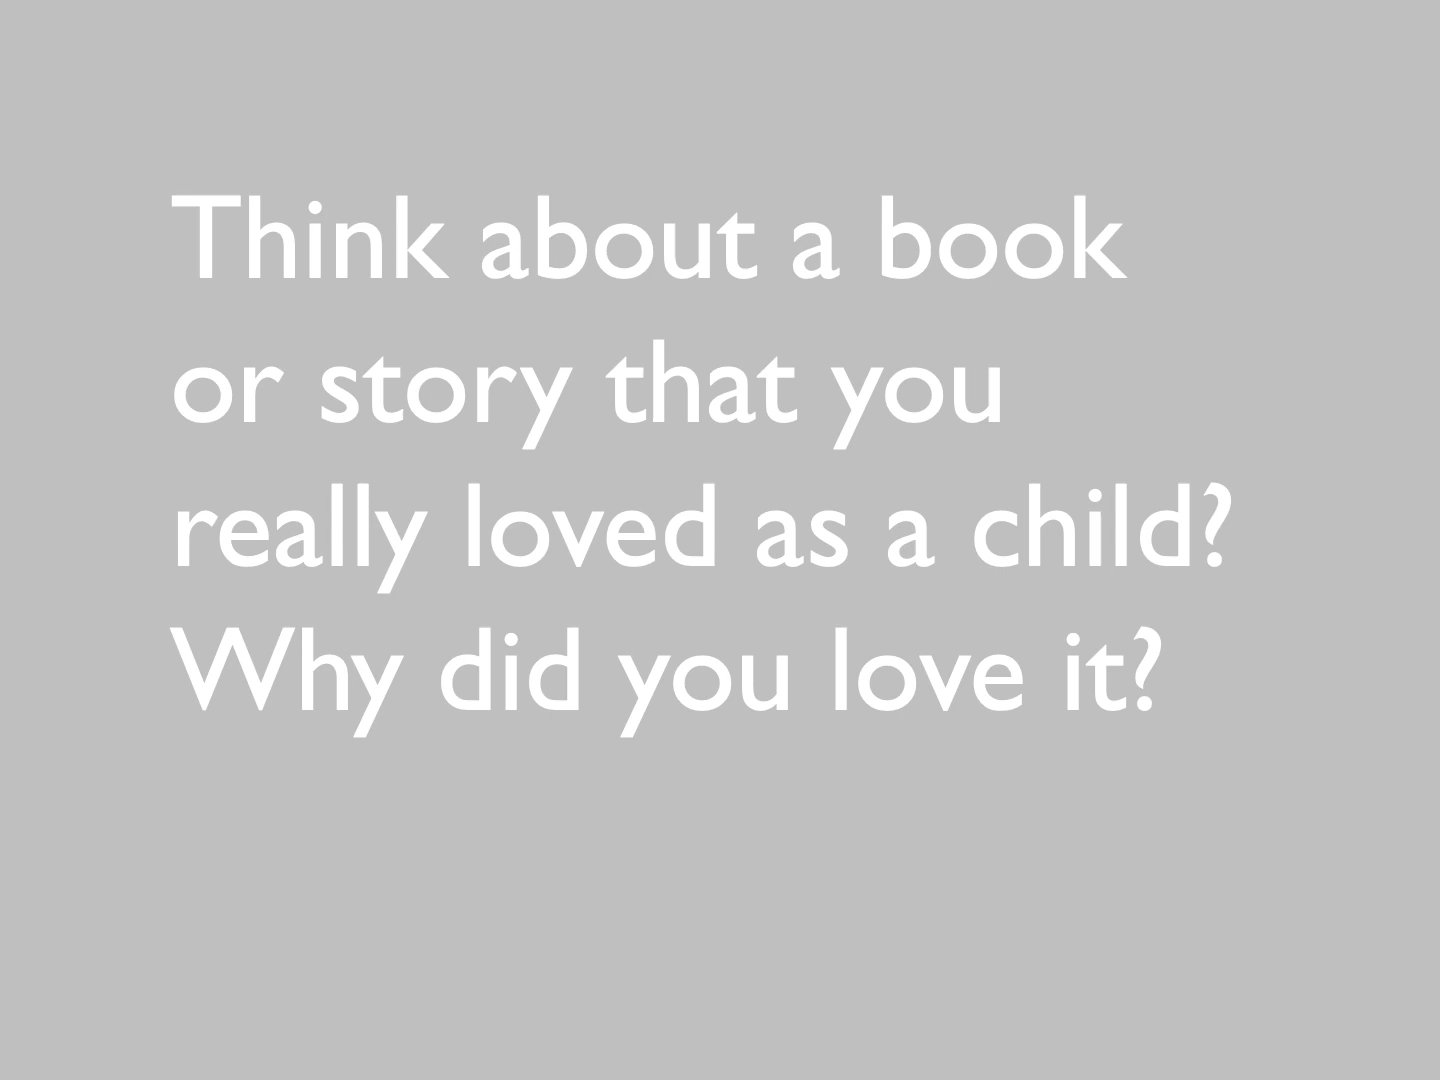 Think about a book
or story that you
really loved as a child?
Why did you love it?